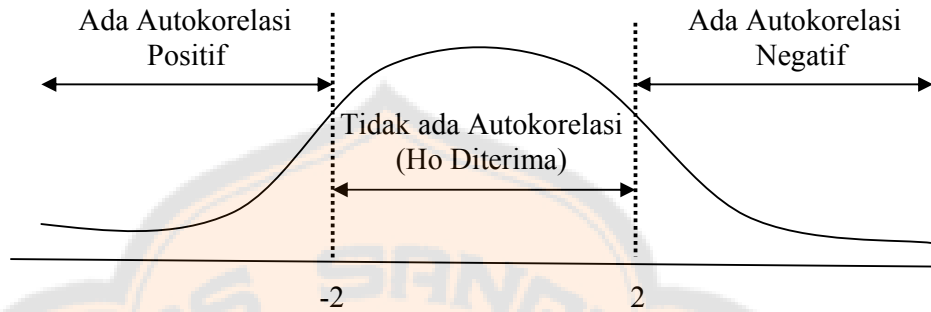 Ada Autokorelasi
Positif
Ada Autokorelasi
Negatif
Tidak ada Autokorelasi
(Ho Diterima)
-2
2